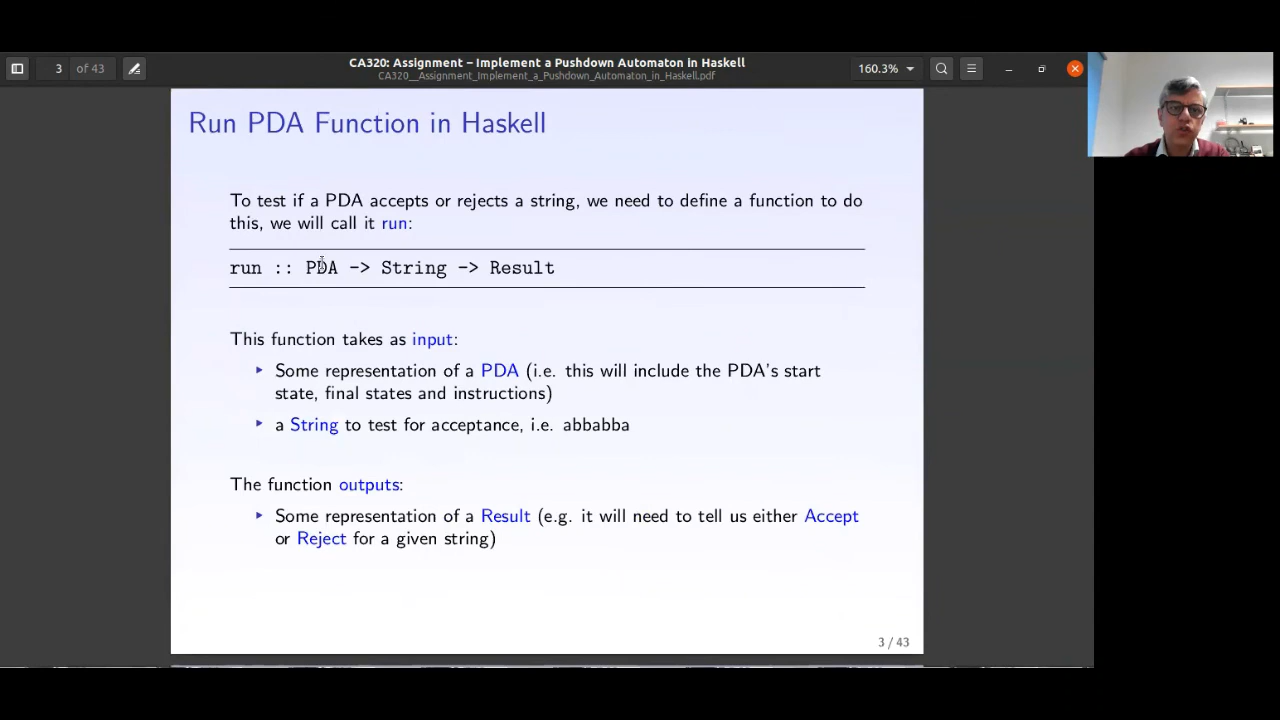 3 of 43
CA320: Assignment – Implement a Pushdown Automaton in Haskell
CA320__Assignment_Implement_a_Pushdown_Automaton_in_Haskell.pdf
160.3%
Run PDA Function in Haskell
To test if a PDA accepts or rejects a string, we need to define a function to do
this, we will call it run:
run :: PDA -> String -> Result
This function takes as input:
▸ Some representation of a PDA (i.e. this will include the PDA's start
state, final states and instructions)
▸ a String to test for acceptance, i.e. abbabba
The function outputs:
▸ Some representation of a Result (e.g. it will need to tell us either Accept
or Reject for a given string)
3 / 43